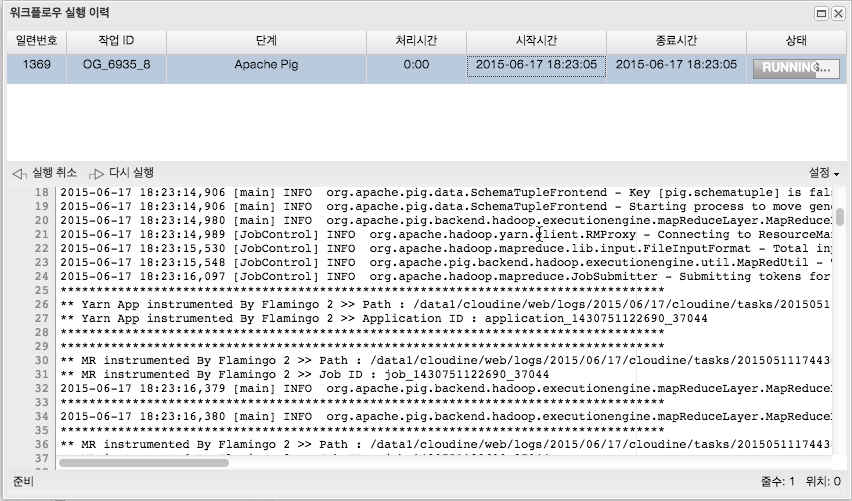 워크플로우 실행 이력
일련번호 작업 ID 단계 처리시간 시작시간 종료시간 상태
1369 OG_6935_8 Apache Pig 0:00 2015-06-17 18:23:05 2015-06-17 18:23:05 RUNNING...
실행 취소 다시 실행 설정
18 2015-06-17 18:23:14,906 [main] INFO org.apache.pig.data.SchemaTupleFrontend - Key [pig.schematuple] is fal
19 2015-06-17 18:23:14,906 [main] INFO org.apache.pig.data.SchemaTupleFrontend - Starting process to move gen
20 2015-06-17 18:23:14,980 [main] INFO org.apache.pig.backend.hadoop.executionengine.mapReduceLayer.MapReduce
21 2015-06-17 18:23:14,989 [JobControl] INFO org.apache.hadoop.yarn.client.RMProxy - Connecting to ResourceMa
22 2015-06-17 18:23:15,530 [JobControl] INFO org.apache.hadoop.mapreduce.lib.input.FileInputFormat - Total inp
23 2015-06-17 18:23:15,548 [JobControl] INFO org.apache.pig.backend.hadoop.executionengine.util.MapRedUtil -
24 2015-06-17 18:23:16,097 [JobControl] INFO org.apache.hadoop.mapreduce.JobSubmitter - Submitting tokens for
25 *********************************************************************************
26 ** Yarn App instrumented By Flamingo 2 >> Path : /data1/cloudine/web/logs/2015/06/17/cloudine/tasks/2015051
27 ** Yarn App instrumented By Flamingo 2 >> Application ID : application_1430751122690_37044
28 *********************************************************************************
29 *********************************************************************************
30 ** MR instrumented By Flamingo 2 >> Path : /data1/cloudine/web/logs/2015/06/17/cloudine/tasks/2015051117443
31 ** MR instrumented By Flamingo 2 >> Job ID : job_1430751122690_37044
32 2015-06-17 18:23:16,379 [main] INFO org.apache.pig.backend.hadoop.executionengine.mapReduceLayer.MapReduce
33 *********************************************************************************
34 2015-06-17 18:23:16,380 [main] INFO org.apache.pig.backend.hadoop.executionengine.mapReduceLayer.MapReduce
35 *********************************************************************************
36 ** MR instrumented By Flamingo 2 >> Path : /data1/cloudine/web/logs/2015/06/17/cloudine/tasks/2015051117443
37
준비 줄수: 1 위치: 0